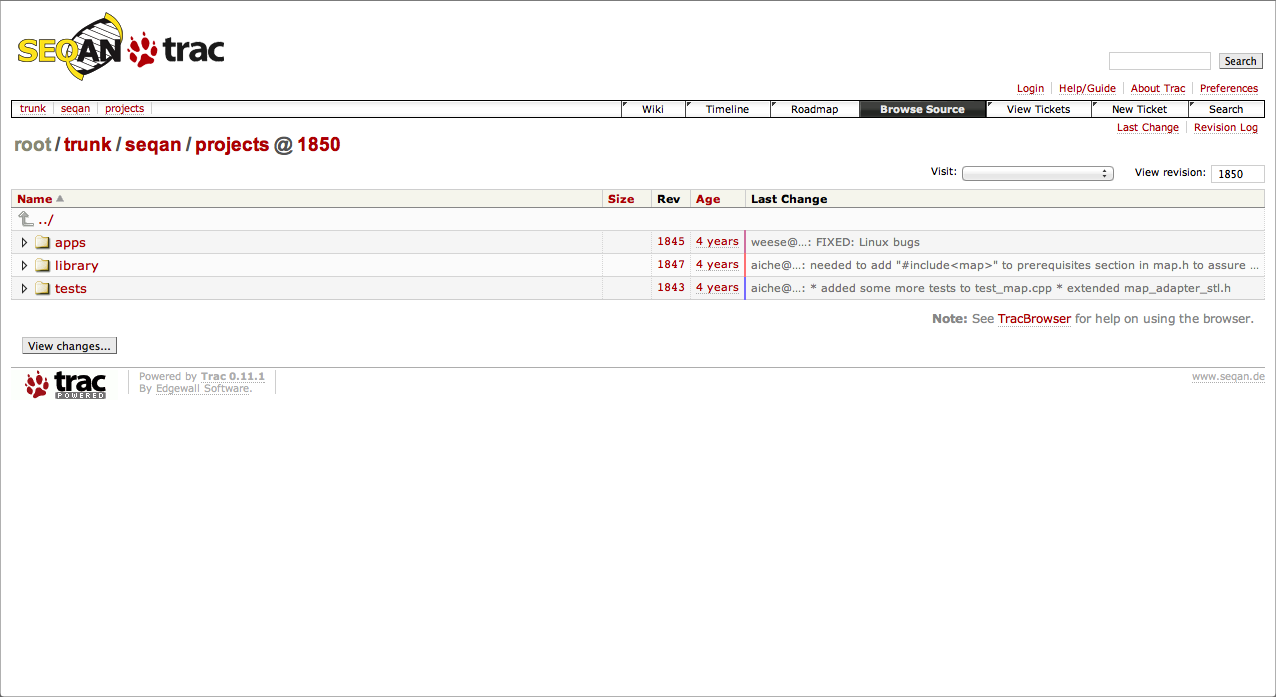 SEQAN trac
Search
Login Help/Guide About Trac Preferences
trunk seqan projects Wiki Timeline Roadmap Browse Source View Tickets New Ticket Search
Last Change Revision Log
root / trunk / seqan / projects @ 1850
Visit: View revision: 1850
Name Size Rev Age Last Change
../
apps 1845 4 years weese@...: FIXED: Linux bugs
library 1847 4 years aiche@...: needed to add "#include<map>" to prerequisites section in map.h to assure ...
tests 1843 4 years aiche@...: * added some more tests to test_map.cpp * extended map_adapter_stl.h
Note: See TracBrowser for help on using the browser.
View changes...
trac POWERED Powered by Trac 0.11.1 www.seqan.de
By Edgewall Software.